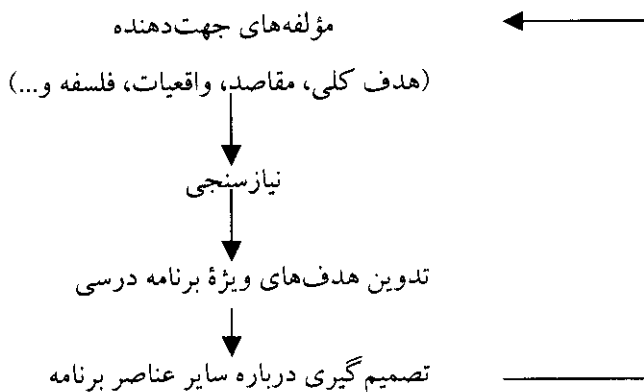 مؤلفه‌های جهت‌دهنده
(هدف کلی، مقاصد، واقعیات، فلسفه و...)
نیازسنجی
تدوین هدف‌های ویژۀ برنامه درسی
تصمیم‌گیری درباره سایر عناصر برنامه